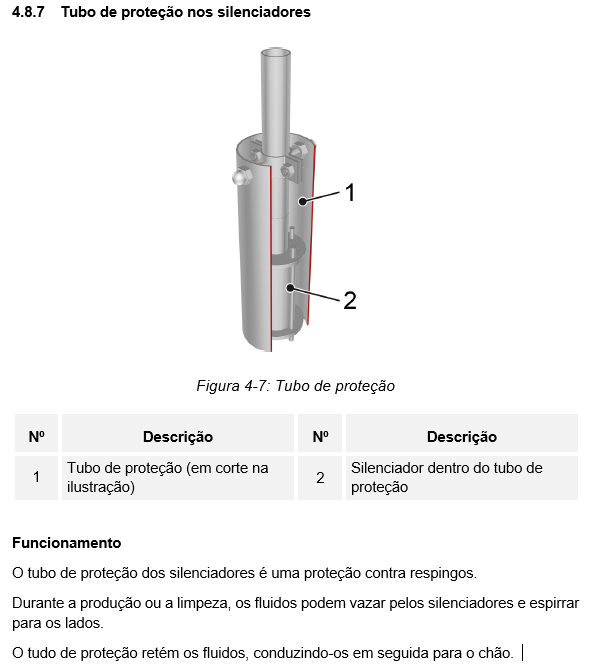 4.8.7 Tubo de proteção nos silenciadores
1
2
Figura 4-7: Tubo de proteção
Nº Descrição Nº Descrição
1 Tubo de proteção (em corte na ilustração) 2 Silenciador dentro do tubo de proteção
Funcionamento
O tubo de proteção dos silenciadores é uma proteção contra respingos.
Durante a produção ou a limpeza, os fluidos podem vazar pelos silenciadores e espirrar
para os lados.
O tudo de proteção retém os fluidos, conduzindo-os em seguida para o chão.